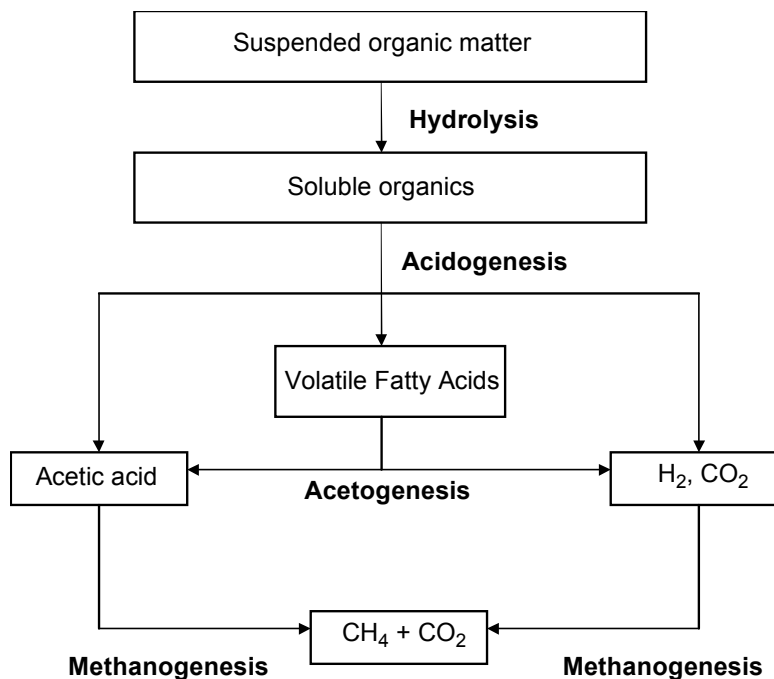 Suspended organic matter
Hydrolysis
Soluble organics
Acidogenesis
Volatile Fatty Acids
Acetic acid
Acetogenesis
H₂, CO₂
CH₄ + CO₂
Methanogenesis
Methanogenesis